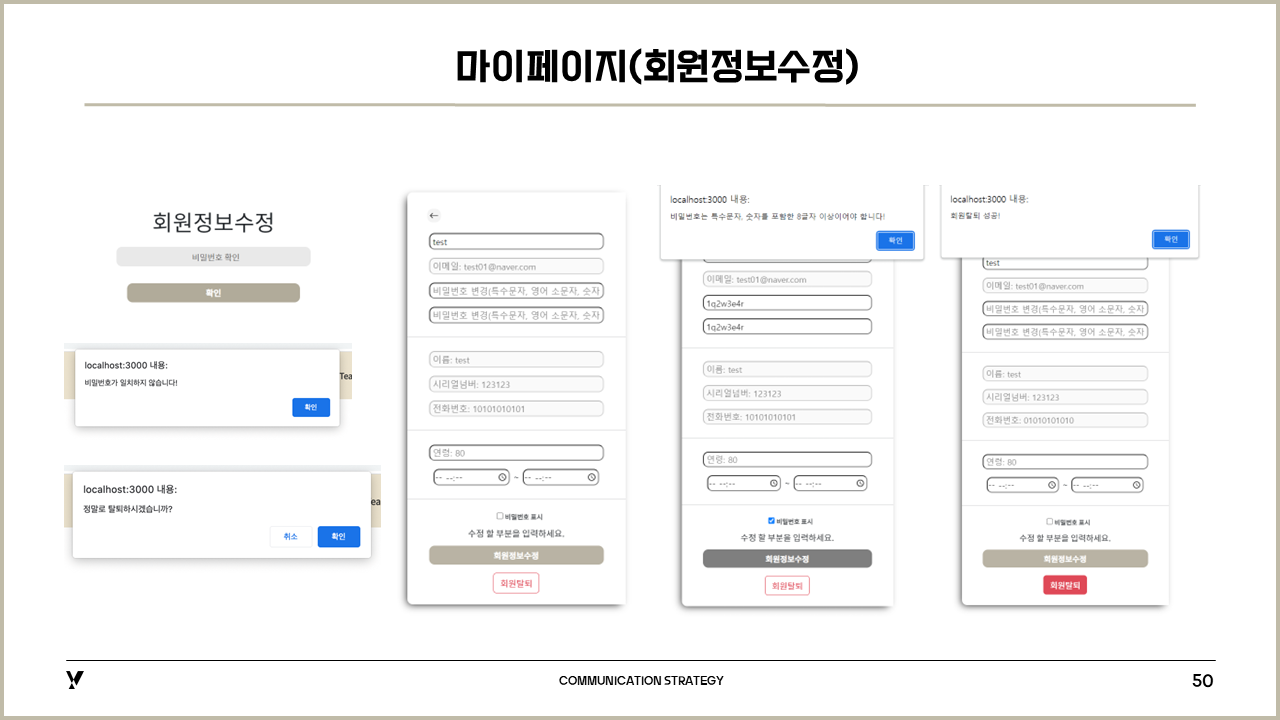 마이페이지(회원정보수정)
회원정보수정
비밀번호 확인
확인
localhost:3000 내용:
비밀번호가 일치하지 않습니다!
확인
Tea
localhost:3000 내용:
정말로 탈퇴하시겠습니까?
취소 확인
ea
test
이메일: test01@naver.com
비밀번호 변경(특수문자, 영어 소문자, 숫자
비밀번호 변경(특수문자, 영어 소문자, 숫자
이름: test
시리얼넘버: 123123
전화번호: 10101010101
연령: 80
-- --:-- ~ -- --:--
비밀번호 표시
수정 할 부분을 입력하세요.
회원정보수정
회원탈퇴
localhost:3000 내용:
비밀번호는 특수문자, 숫자를 포함한 8글자 이상이여야 합니다!
확인
이메일: test01@naver.com
1q2w3e4r
1q2w3e4r
이름: test
시리얼넘버: 123123
전화번호: 10101010101
연령: 80
-- --:-- ~ -- --:--
비밀번호 표시
수정 할 부분을 입력하세요.
회원정보수정
회원탈퇴
localhost:3000 내용:
회원탈퇴 성공!
확인
test
이메일: test01@naver.com
비밀번호 변경(특수문자, 영어 소문자, 숫자
비밀번호 변경(특수문자, 영어 소문자, 숫자
이름: test
시리얼넘버: 123123
전화번호: 01010101010
연령: 80
-- --:-- ~ -- --:--
비밀번호 표시
수정 할 부분을 입력하세요.
회원정보수정
회원탈퇴
COMMUNICATION STRATEGY
50